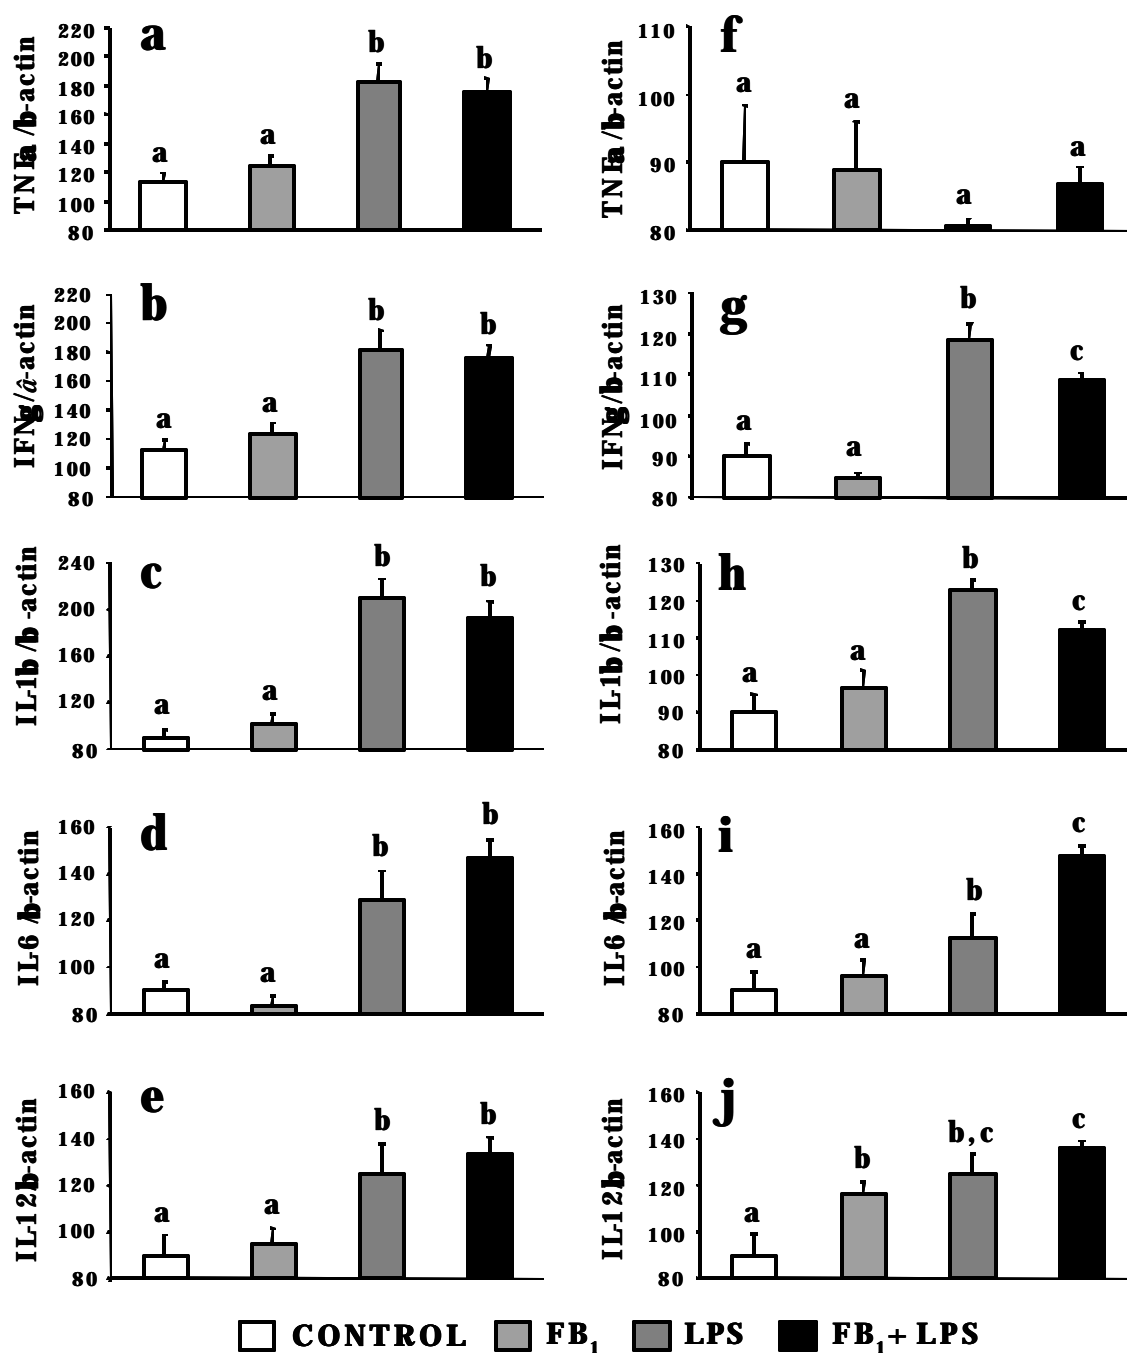 a
TNFa /b-actin
220
200
180
160
140
120
100
80
a
a
b
b
f
TNFa /b-actin
110
100
90
80
a
a
a
a
b
IFNg/â-actin
220
200
180
160
140
120
100
80
a
a
b
b
g
IFNg/b-actin
130
120
110
100
90
80
a
a
b
c
c
IL-1b/b -actin
240
200
160
120
80
a
a
b
b
h
IL-1b/b -actin
130
120
110
100
90
80
a
a
b
c
d
IL-6 /b-actin
160
140
120
100
80
a
a
b
b
i
IL-6 /b-actin
160
140
120
100
80
a
a
b
c
e
IL-12b-actin
160
140
120
100
80
a
a
b
b
j
IL-12b-actin
160
140
120
100
80
a
b
b,c
c
CONTROL FB1 LPS FB1+ LPS